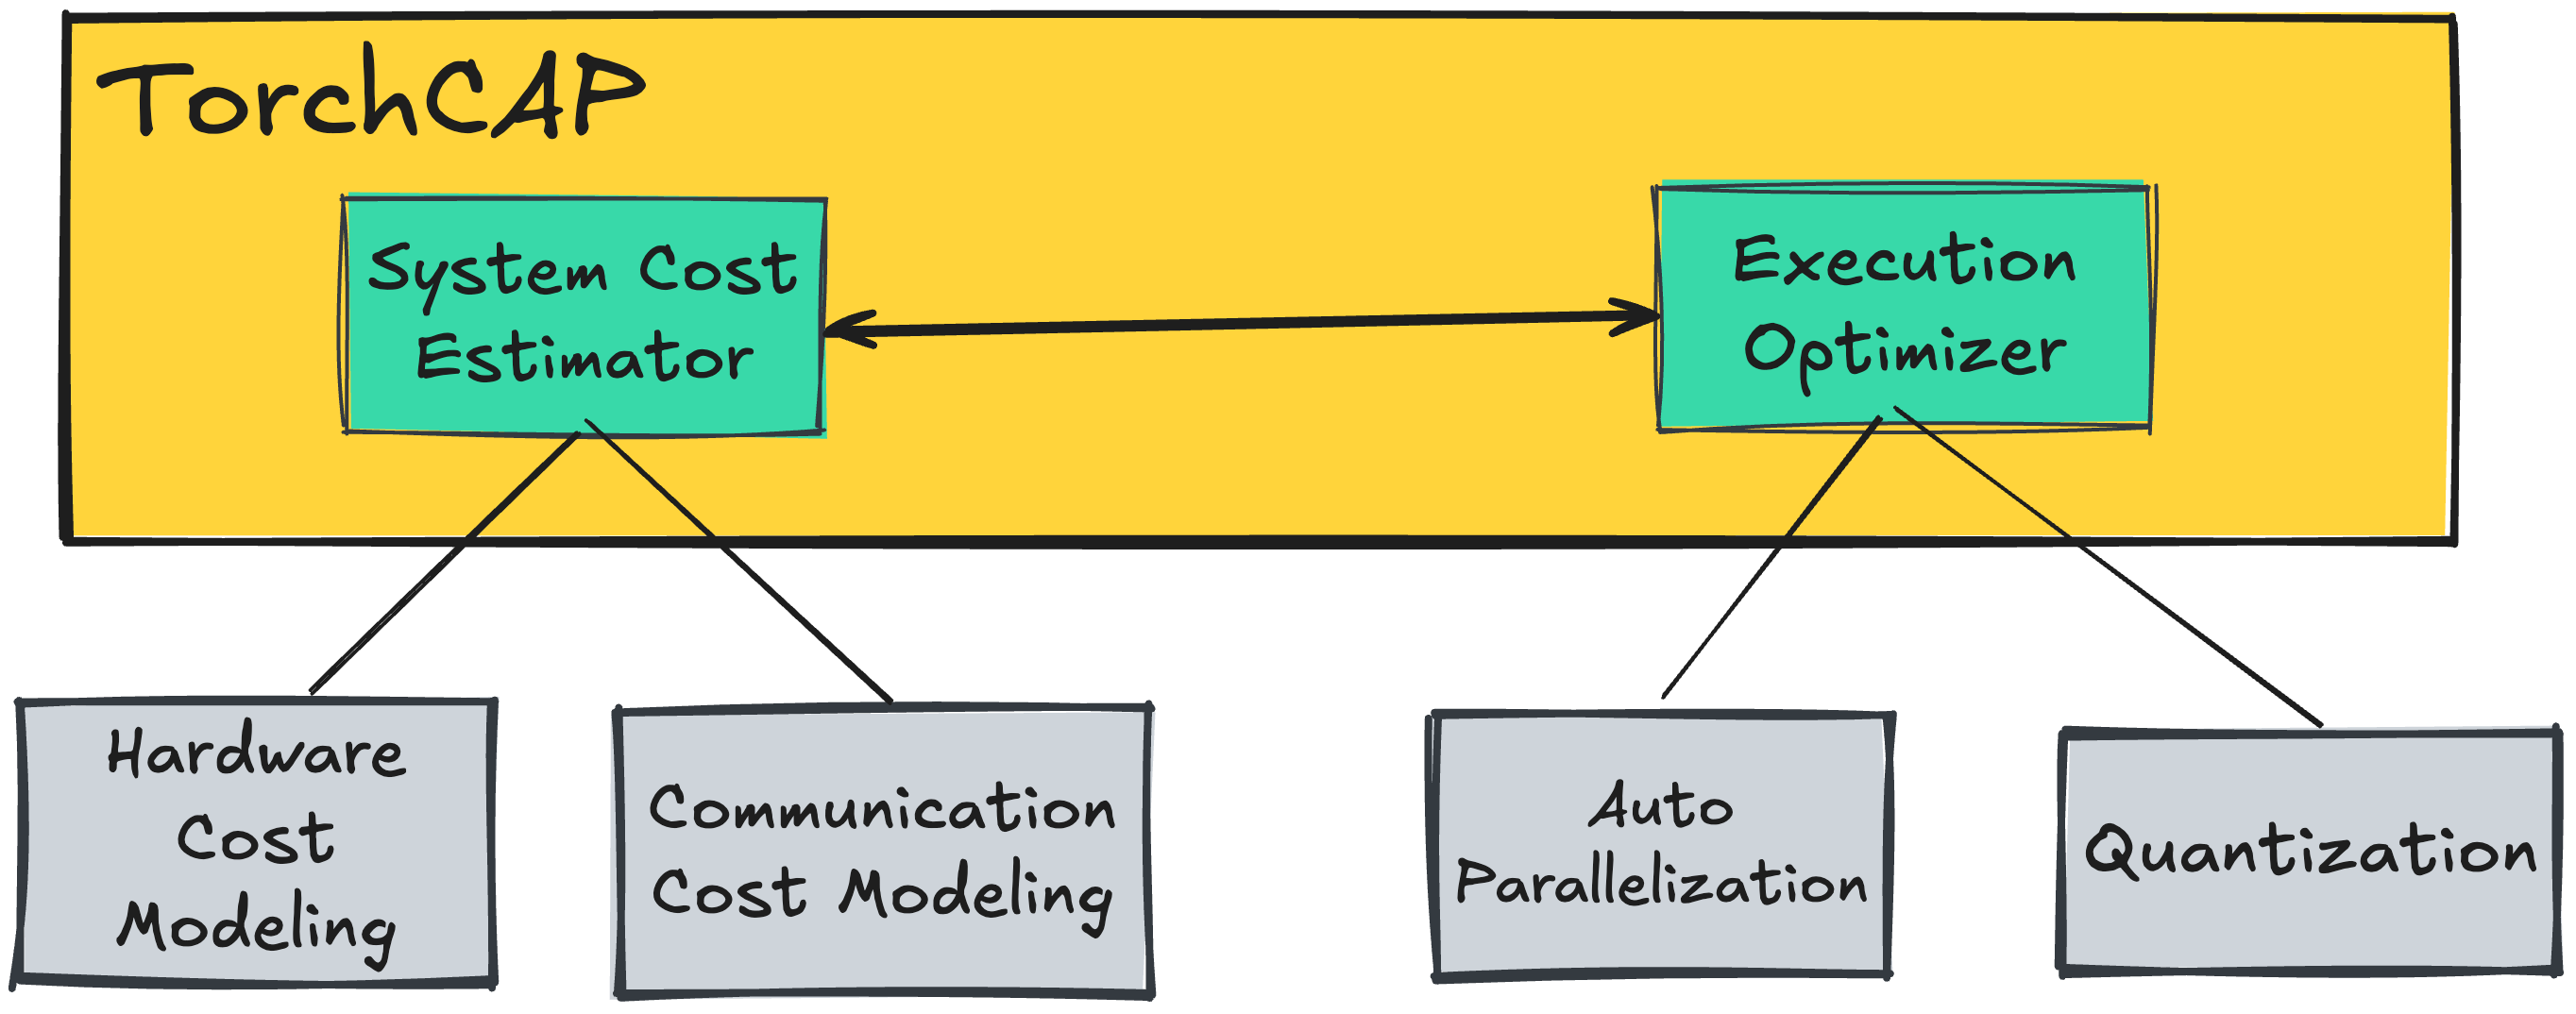 TorchCAP
System Cost
Estimator
Execution
Optimizer
Hardware
Cost
Modeling
Communication
Cost Modeling
Auto
Parallelization
Quantization